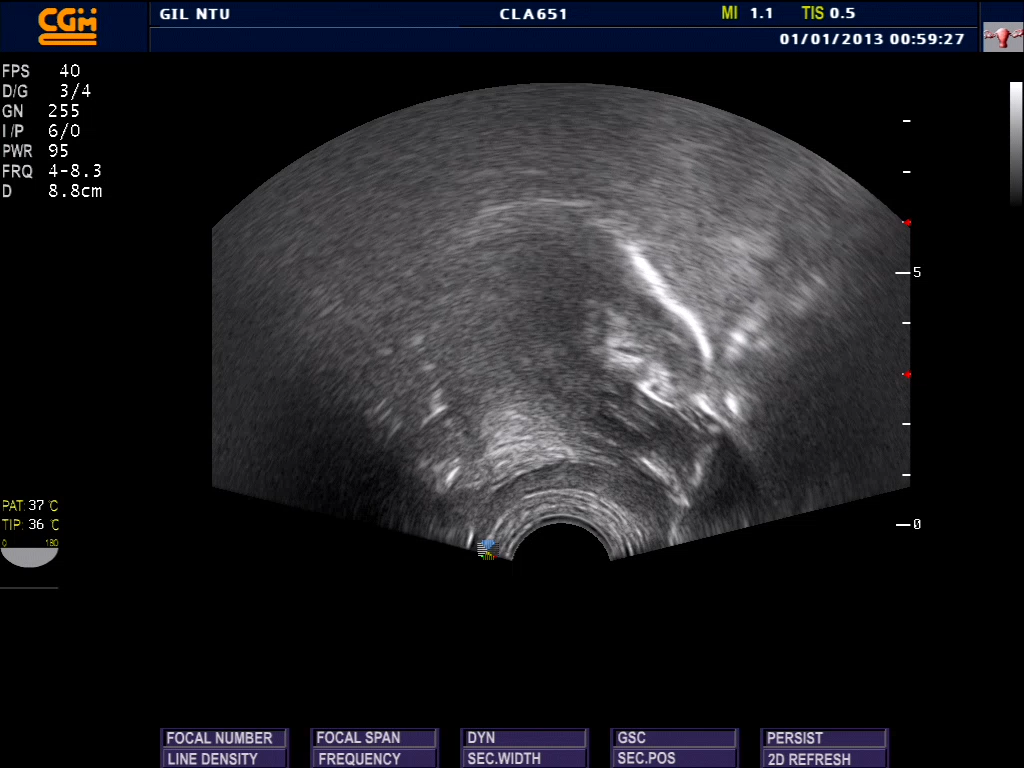 CGM
GIL NTU CLA651 MI 1.1 TIS 0.5
01/01/2013 00:59:27
FPS 40
D/G 3/4
GN 255
I/P 6/0
PWR 95
FRQ 4-8.3
D 8.8cm
5
PAT: 37 °C
TIP: 36 °C
0 180
0
FOCAL NUMBER FOCAL SPAN DYN GSC PERSIST
LINE DENSITY FREQUENCY SEC.WIDTH SEC.POS 2D REFRESH